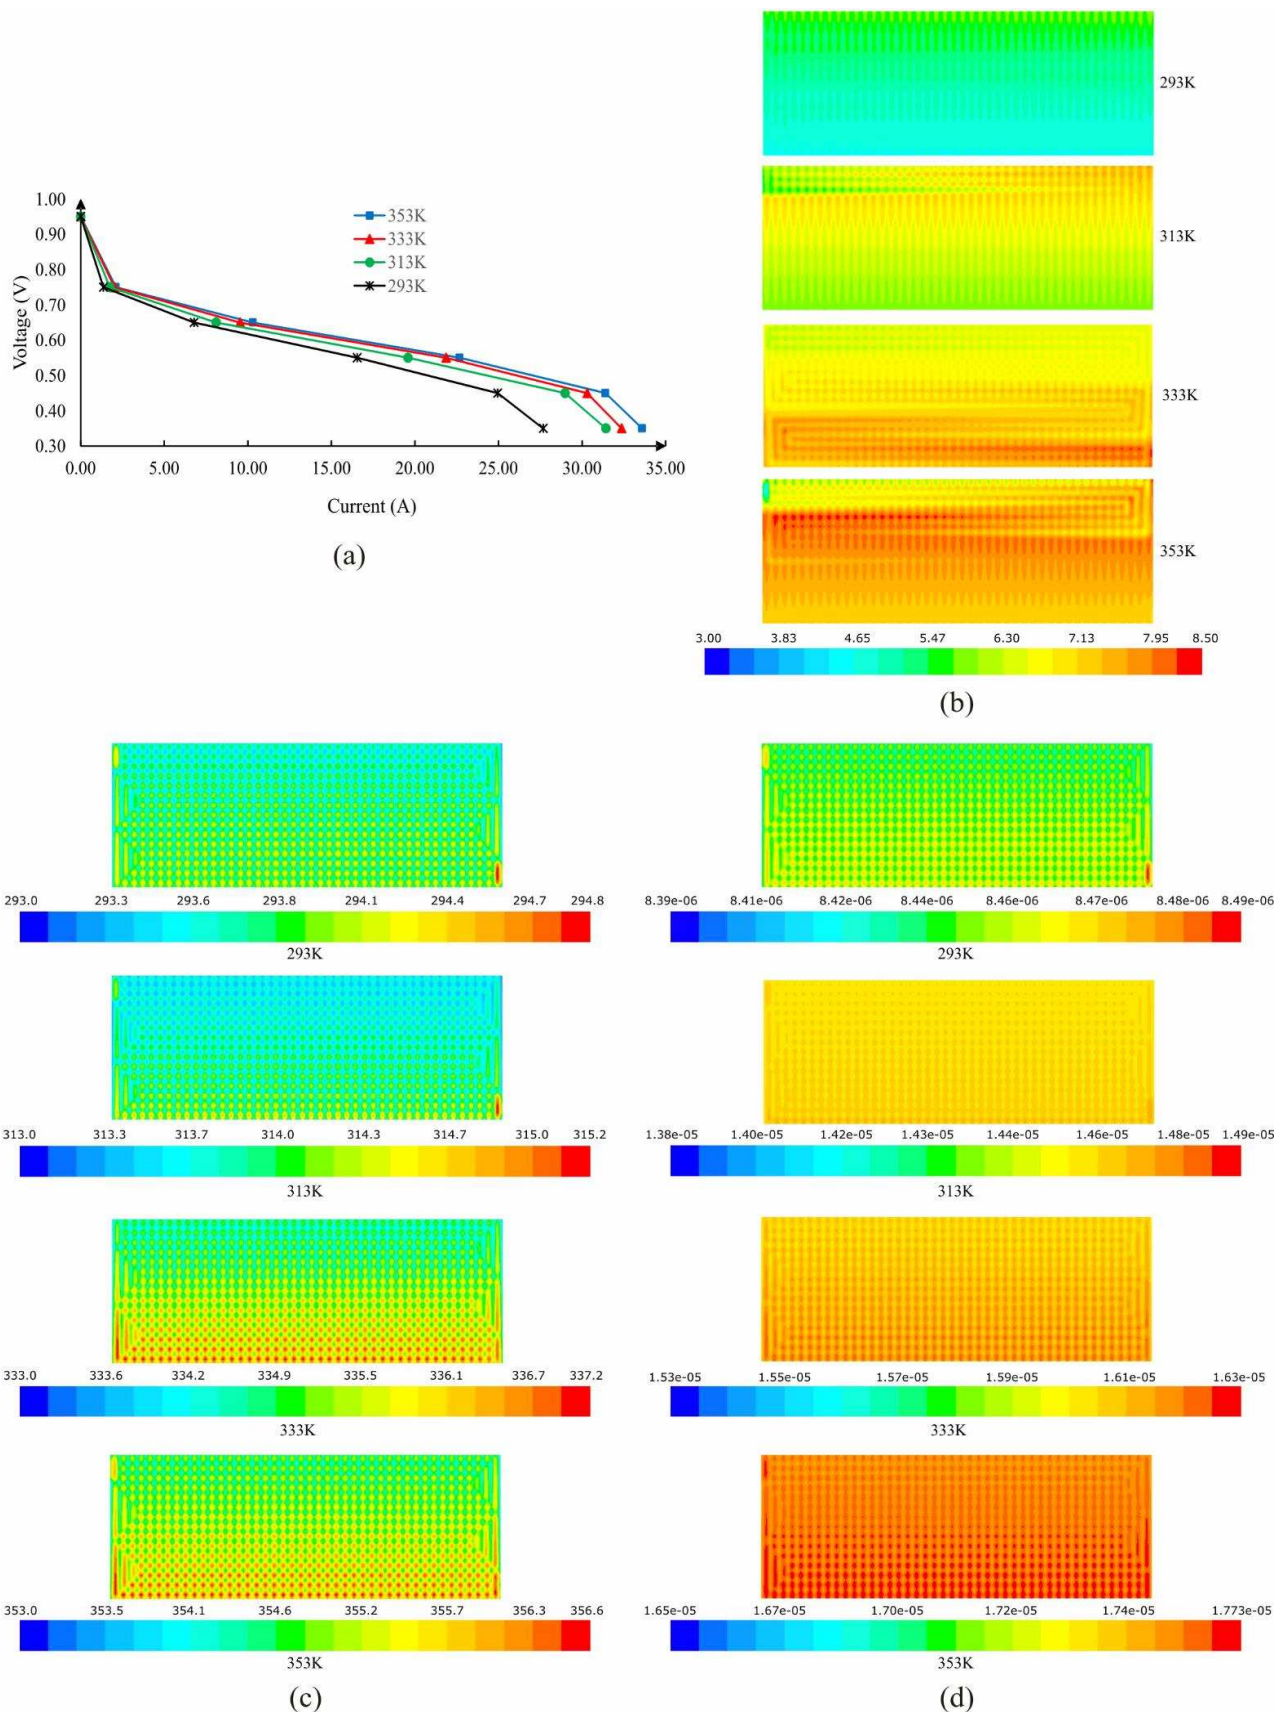 1.00
0.90
0.80
0.70
0.60
0.50
0.40
0.30
Voltage (V)
0.00 5.00 10.00 15.00 20.00 25.00 30.00 35.00
Current (A)
353K
333K
313K
293K
(a)
293K
313K
333K
353K
3.00 3.83 4.65 5.47 6.30 7.13 7.95 8.50
(b)
293.0 293.3 293.6 293.8 294.1 294.4 294.7 294.8
293K
313.0 313.3 313.7 314.0 314.3 314.7 315.0 315.2
313K
333.0 333.6 334.2 334.9 335.5 336.1 336.7 337.2
333K
353.0 353.5 354.1 354.6 355.2 355.7 356.3 356.6
353K
(c)
8.39e-06 8.41e-06 8.42e-06 8.44e-06 8.46e-06 8.47e-06 8.48e-06 8.49e-06
293K
1.38e-05 1.40e-05 1.42e-05 1.43e-05 1.44e-05 1.46e-05 1.48e-05 1.49e-05
313K
1.53e-05 1.55e-05 1.57e-05 1.59e-05 1.61e-05 1.63e-05
333K
1.65e-05 1.67e-05 1.70e-05 1.72e-05 1.74e-05 1.773e-05
353K
(d)